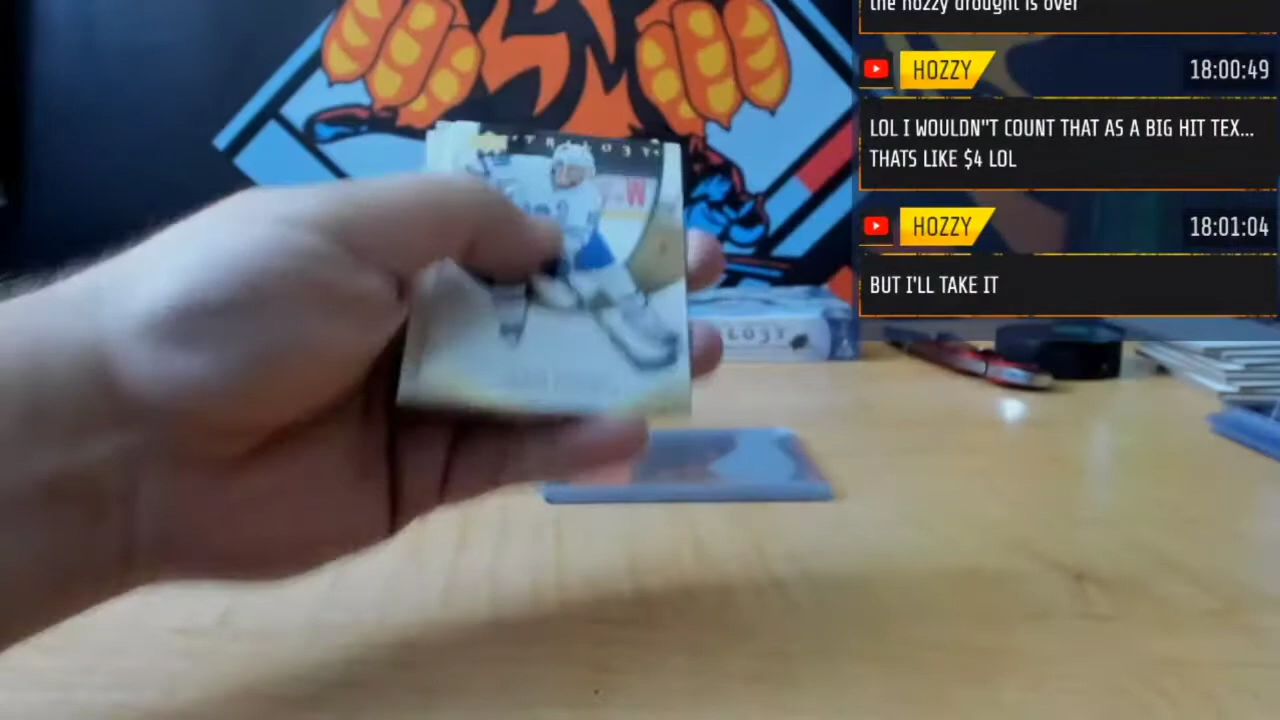 the hozzy drought is over
HOZZY 18:00:49
LOL I WOULDN"T COUNT THAT AS A BIG HIT TEX...
THATS LIKE $4 LOL
HOZZY 18:01:04
BUT I'LL TAKE IT